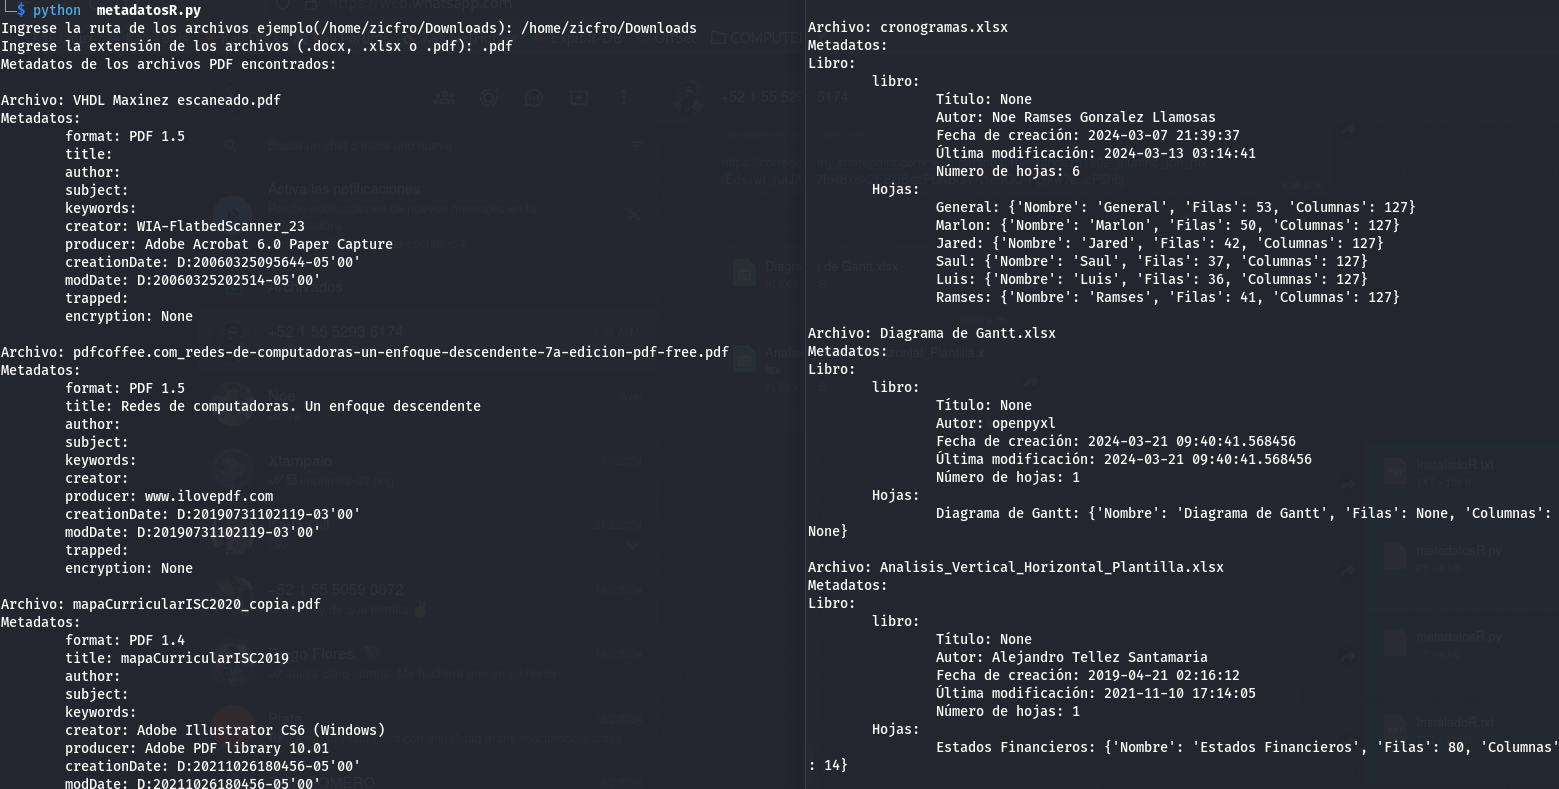 └─$ python  metadatosR.py
Ingrese la ruta de los archivos ejemplo(/home/zicfro/Downloads): /home/zicfro/Downloads
Ingrese la extensión de los archivos (.docx, .xlsx o .pdf): .pdf
Metadatos de los archivos PDF encontrados:
Archivo: VHDL Maxinez escaneado.pdf
Metadatos:
format: PDF 1.5
title:
author:
subject:
keywords:
creator: WIA-FlatbedScanner_23
producer: Adobe Acrobat 6.0 Paper Capture
creationDate: D:20060325095644-05'00'
modDate: D:20060325202514-05'00'
trapped:
encryption: None
Archivo: pdfcoffee.com_redes-de-computadoras-un-enfoque-descendente-7a-edicion-pdf-free.pdf
Metadatos:
format: PDF 1.5
title: Redes de computadoras. Un enfoque descendente
author:
subject:
keywords:
creator:
producer: www.ilovepdf.com
creationDate: D:20190731102119-03'00'
modDate: D:20190731102119-03'00'
trapped:
encryption: None
Archivo: mapaCurricularISC2020_copia.pdf
Metadatos:
format: PDF 1.4
title: mapaCurricularISC2019
author:
subject:
keywords:
creator: Adobe Illustrator CS6 (Windows)
producer: Adobe PDF library 10.01
creationDate: D:20211026180456-05'00'
modDate: D:20211026180456-05'00'
Archivo: cronogramas.xlsx
Metadatos:
Libro:
libro:
Título: None
Autor: Noe Ramses Gonzalez Llamosas
Fecha de creación: 2024-03-07 21:39:37
Última modificación: 2024-03-13 03:14:41
Número de hojas: 6
Hojas:
General: {'Nombre': 'General', 'Filas': 53, 'Columnas': 127}
Marlon: {'Nombre': 'Marlon', 'Filas': 50, 'Columnas': 127}
Jared: {'Nombre': 'Jared', 'Filas': 42, 'Columnas': 127}
Saul: {'Nombre': 'Saul', 'Filas': 37, 'Columnas': 127}
Luis: {'Nombre': 'Luis', 'Filas': 36, 'Columnas': 127}
Ramses: {'Nombre': 'Ramses', 'Filas': 41, 'Columnas': 127}
Archivo: Diagrama de Gantt.xlsx
Metadatos:
Libro:
libro:
Título: None
Autor: openpyxl
Fecha de creación: 2024-03-21 09:40:41.568456
Última modificación: 2024-03-21 09:40:41.568456
Número de hojas: 1
Hojas:
Diagrama de Gantt: {'Nombre': 'Diagrama de Gantt', 'Filas': None, 'Columnas':
None}
Archivo: Analisis_Vertical_Horizontal_Plantilla.xlsx
Metadatos:
Libro:
libro:
Título: None
Autor: Alejandro Tellez Santamaria
Fecha de creación: 2019-04-21 02:16:12
Última modificación: 2021-11-10 17:14:05
Número de hojas: 1
Hojas:
Estados Financieros: {'Nombre': 'Estados Financieros', 'Filas': 80, 'Columnas'
: 14}